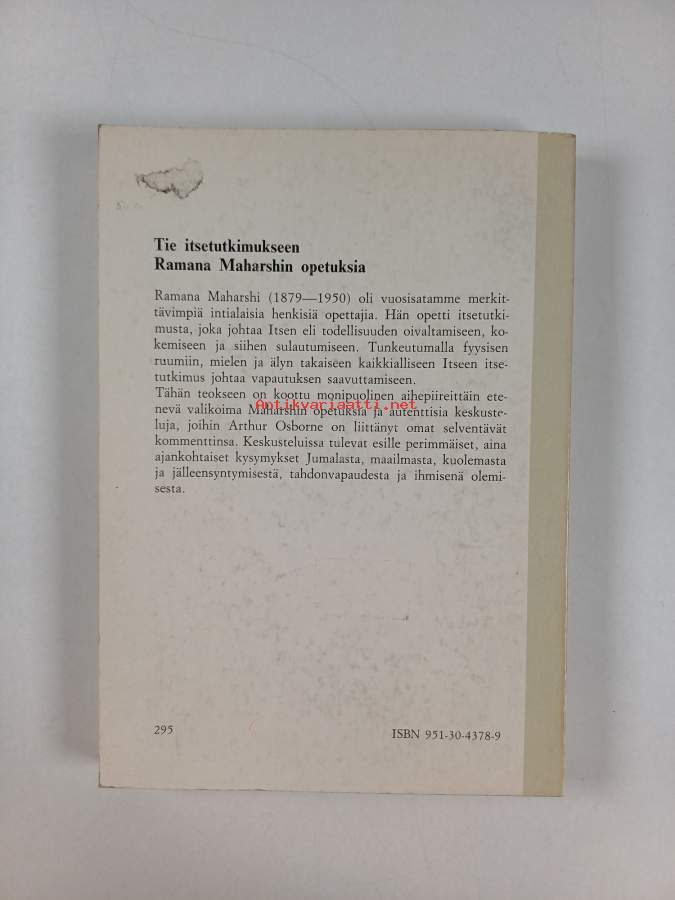 Tie itsetutkimukseen
Ramana Maharshin opetuksia
Ramana Maharshi (1879—1950) oli vuosisatamme merkit-
tävimpiä intialaisia henkisiä opettajia. Hän opetti itsetutki-
musta, joka johtaa Itsen eli todellisuuden oivaltamiseen, ko-
kemiseen ja siihen sulautumiseen. Tunkeutumalla fyysisen
ruumiin, mielen ja älyn takaiseen kaikkialliseen Itseen itse-
tutkimus johtaa vapautuksen saavuttamiseen.
Tähän teokseen on koottu monipuolinen aihepiireittäin ete-
nevä valikoima Maharshin opetuksia ja autenttisia keskuste-
Antikvariaatti.net
luja, joihin Arthur Osborne on liittänyt omat selventävät
kommenttinsa. Keskusteluissa tulevat esille perimmäiset, aina
ajankohtaiset kysymykset Jumalasta, maailmasta, kuolemasta
ja jälleensyntymisestä, tahdonvapaudesta ja ihmisenä olemi-
sesta.
295
ISBN 951-30-4378-9